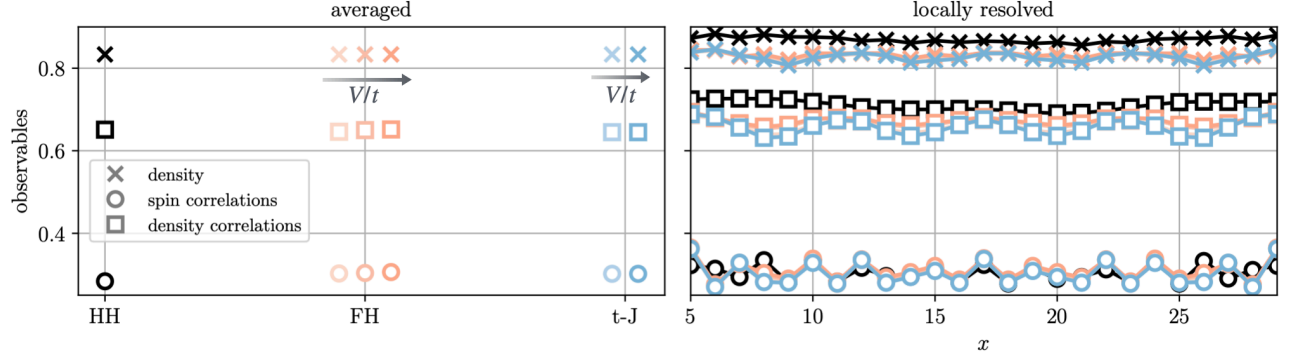 averaged
locally resolved
observables
0.8
0.6
0.4
V/t
V/t
density
spin correlations
density correlations
HH
FH
t-J
5
10
15
20
25
x